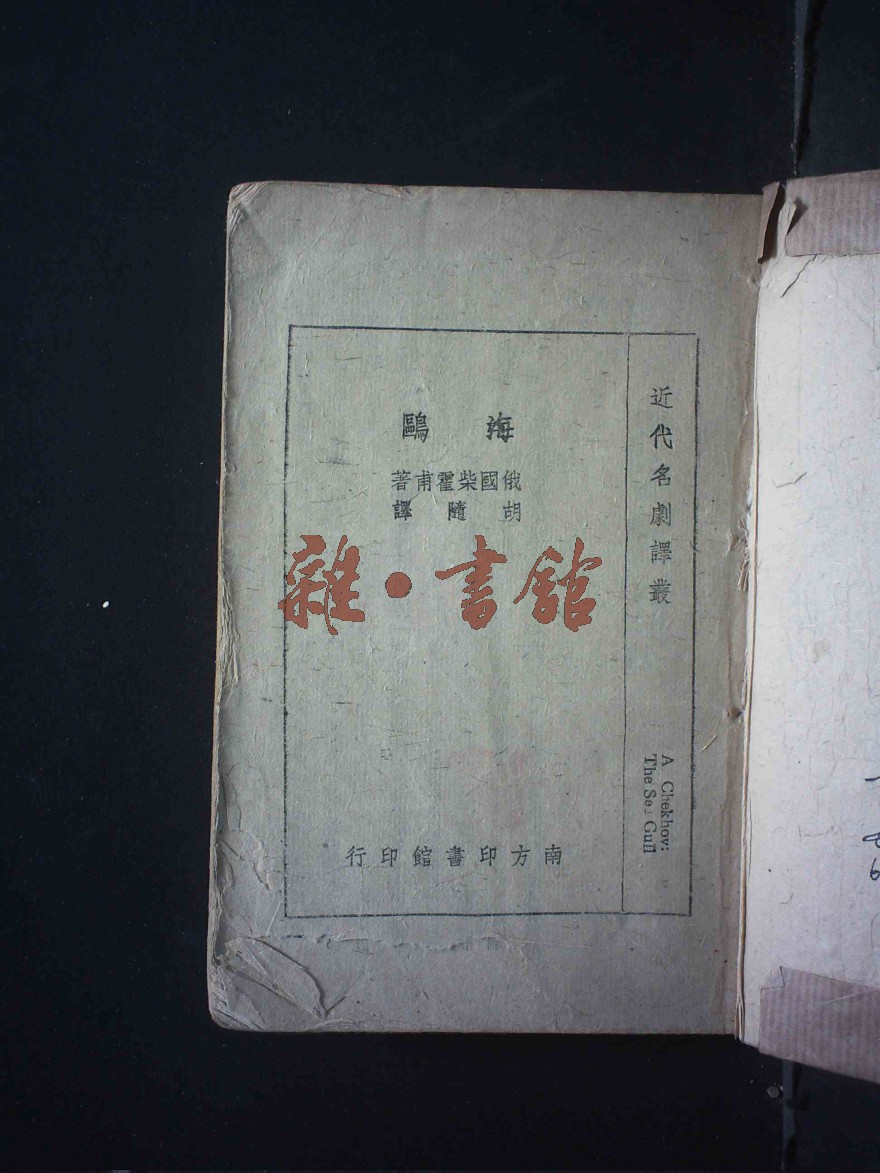 近代名劇譯叢
A Chekhov:
The Sea Gull
海鷗
俄國柴霍甫著
胡隨譯
雜·書館
南方印書館印行